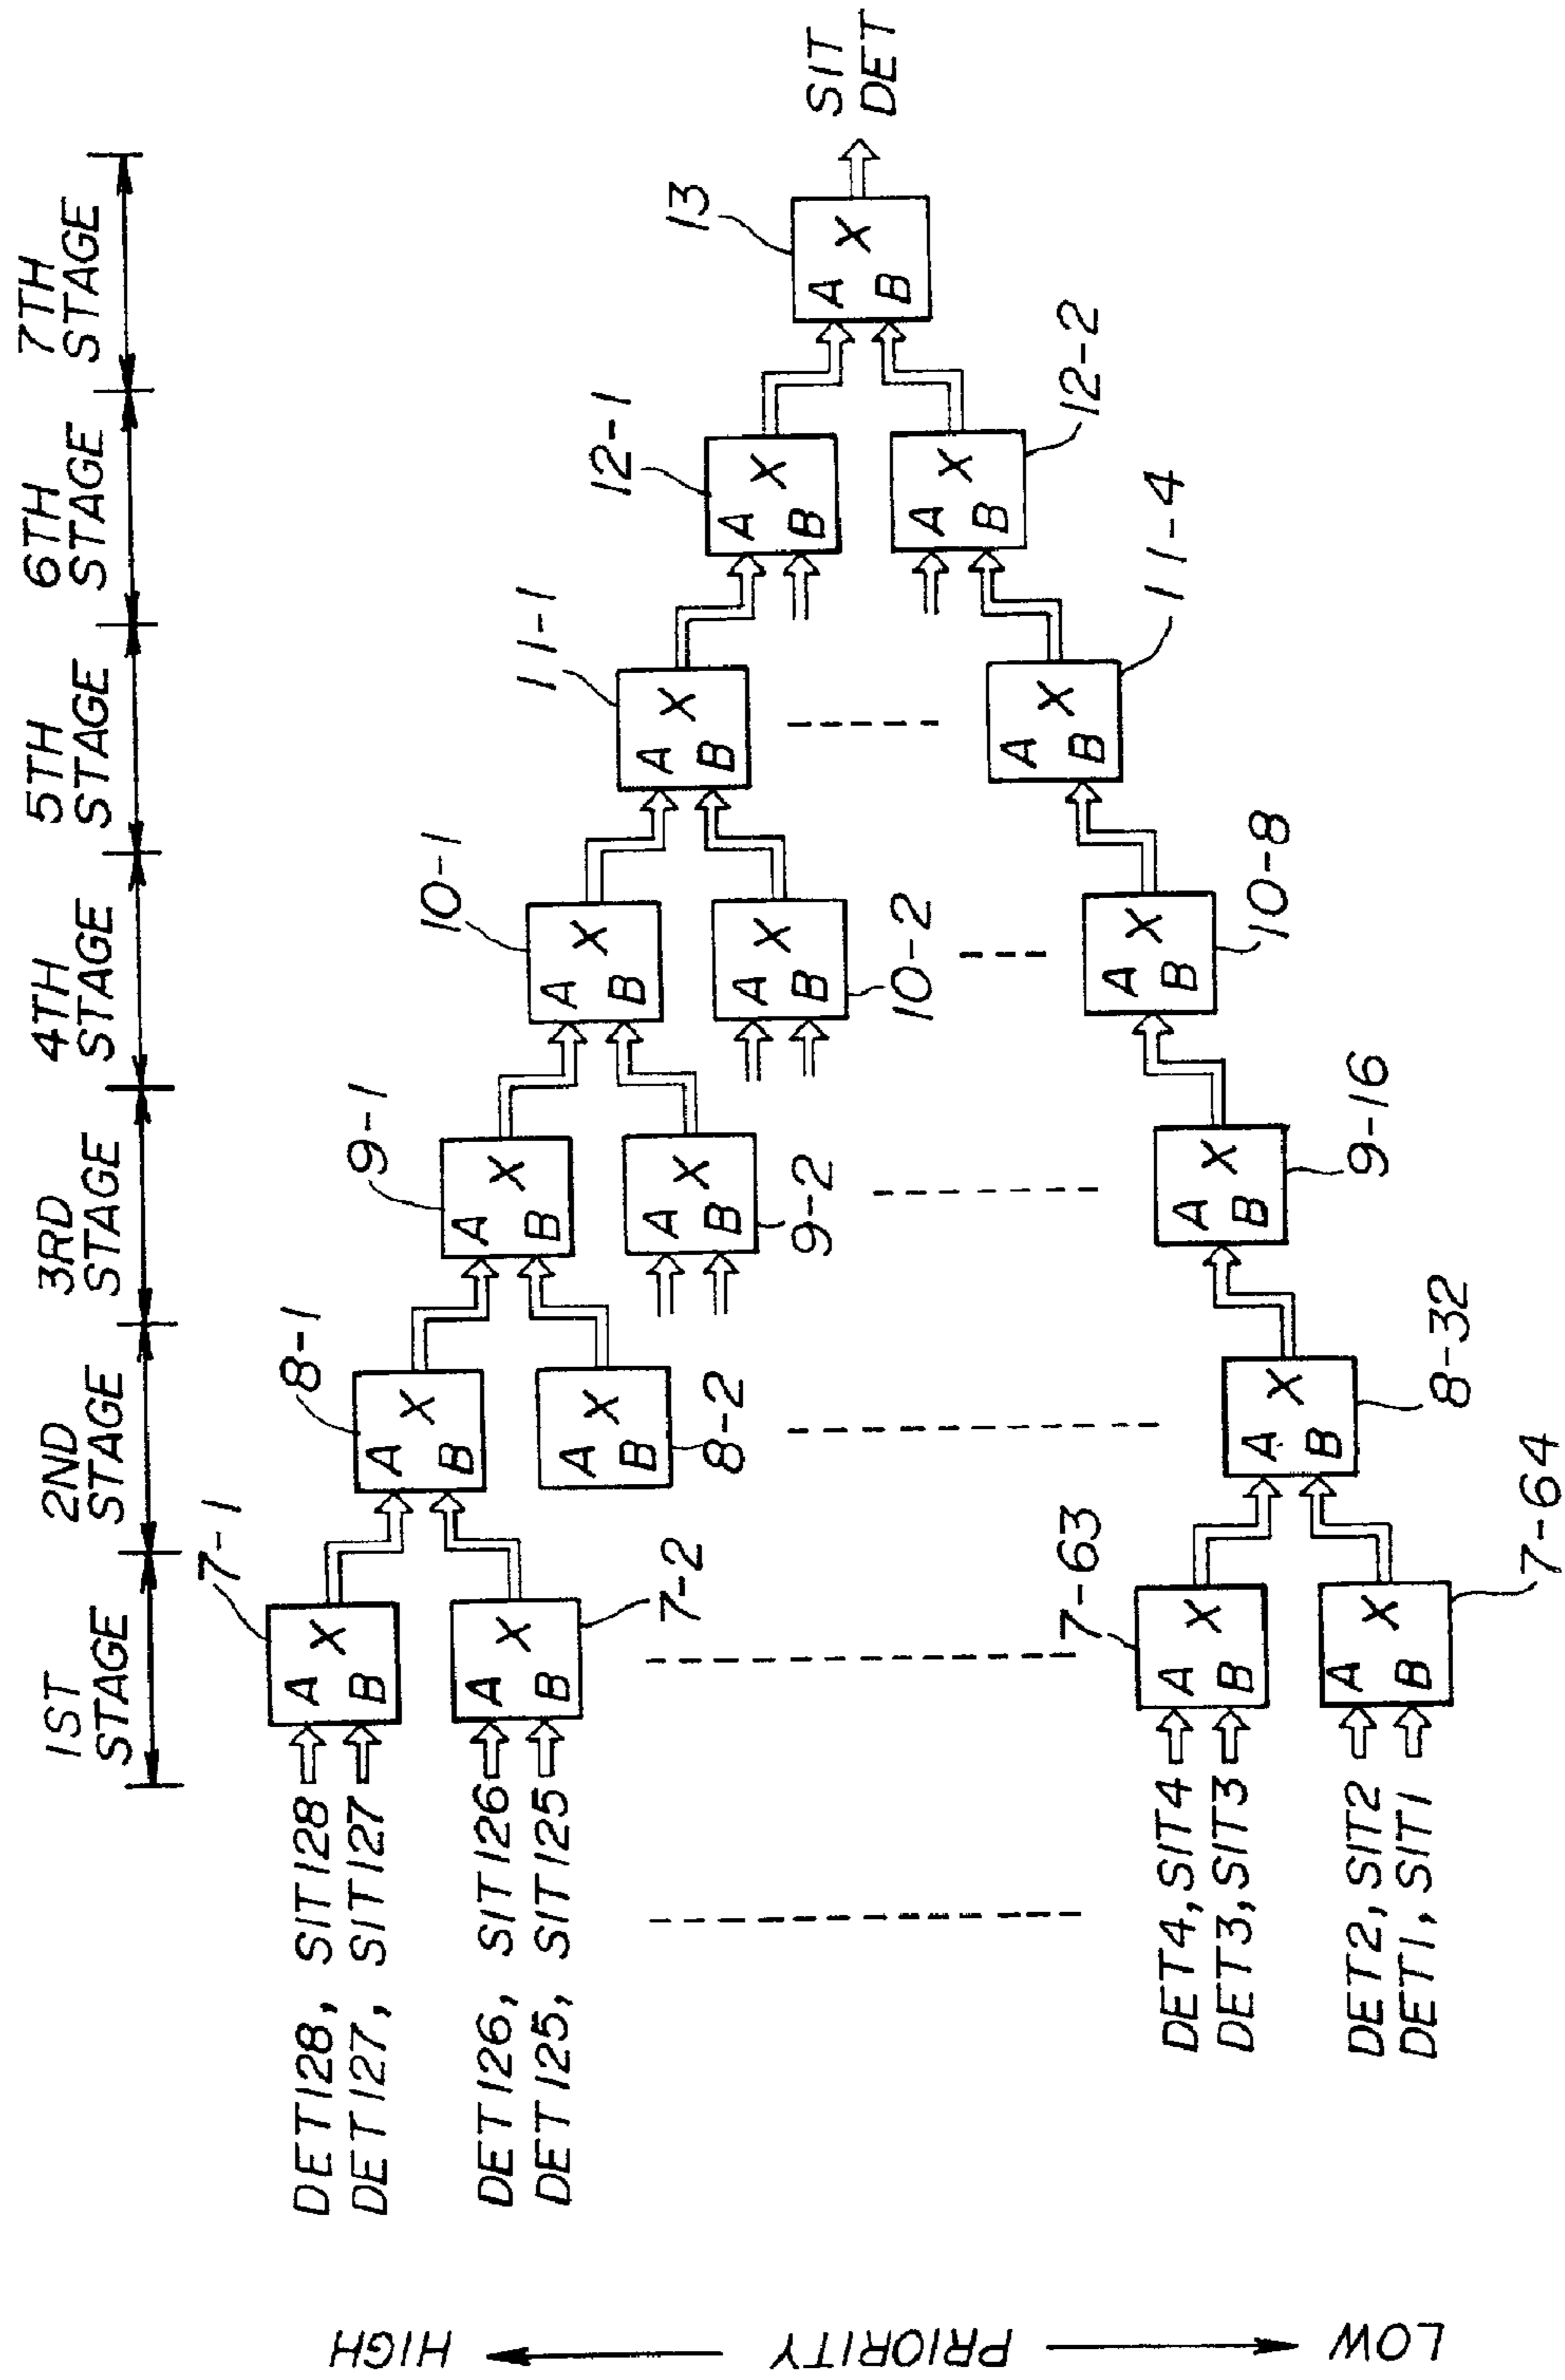 1ST STAGE
2ND STAGE
3RD STAGE
4TH STAGE
5TH STAGE
6TH STAGE
7TH STAGE
DET128, SIT128
DET127, SIT127
A
B
X
7-1
DET126, SIT126
DET125, SIT125
A
B
X
7-2
DET4, SIT4
DET3, SIT3
A
B
X
7-63
DET2, SIT2
DET1, SIT1
A
B
X
7-64
A
B
X
8-1
A
B
X
8-2
A
B
X
8-32
A
B
X
9-1
A
B
X
9-2
A
B
X
9-16
A
B
X
10-1
A
B
X
10-2
A
B
X
10-8
A
B
X
11-1
A
B
X
11-4
A
B
X
12-1
A
B
X
12-2
A
B
X
13
SIT
DET
HIGH
PRIORITY
LOW